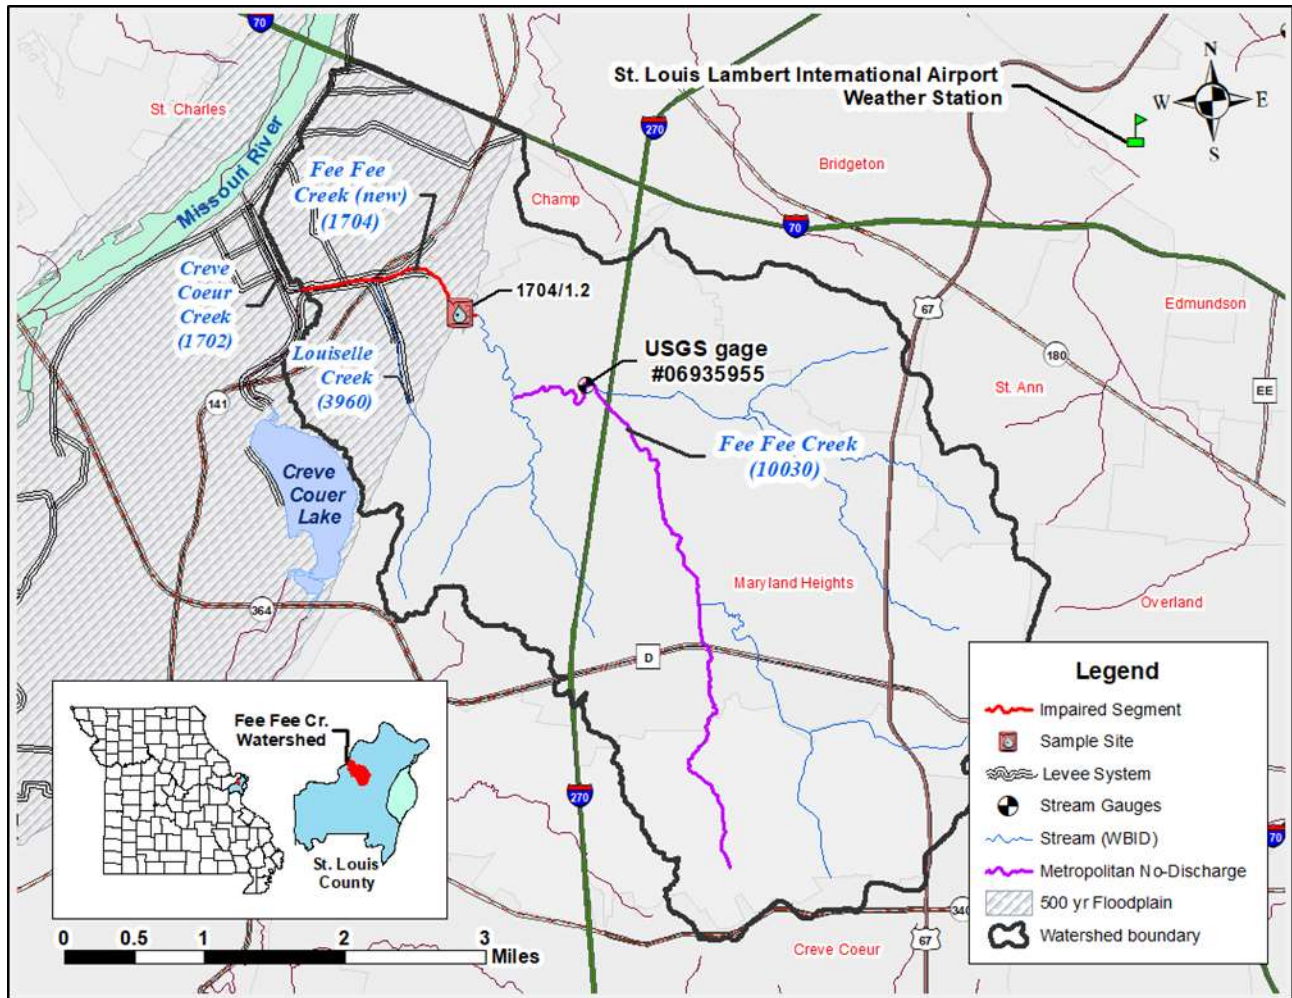 70
St. Louis Lambert International Airport
Weather Station
N
W
E
S
St. Charles
270
Bridgeton
Missouri River
Fee Fee
Creek (new)
(1704)
Champ
70
Creve
Coeur
Creek
(1702)
1704/1.2
67
Edmundson
Louiselle
Creek
(3960)
USGS gage
#06935955
180
St. Ann
EE
141
Fee Fee Creek
(10030)
Creve
Couer
Lake
Maryland Heights
Overland
364
D
Legend
Impaired Segment
Sample Site
Levee System
Stream Gauges
Stream (WBID)
Metropolitan No-Discharge
500 yr Floodplain
Watershed boundary
Fee Fee Cr.
Watershed
St. Louis
County
270
70
340
67
Creve Coeur
0 0.5 1 2 3
Miles